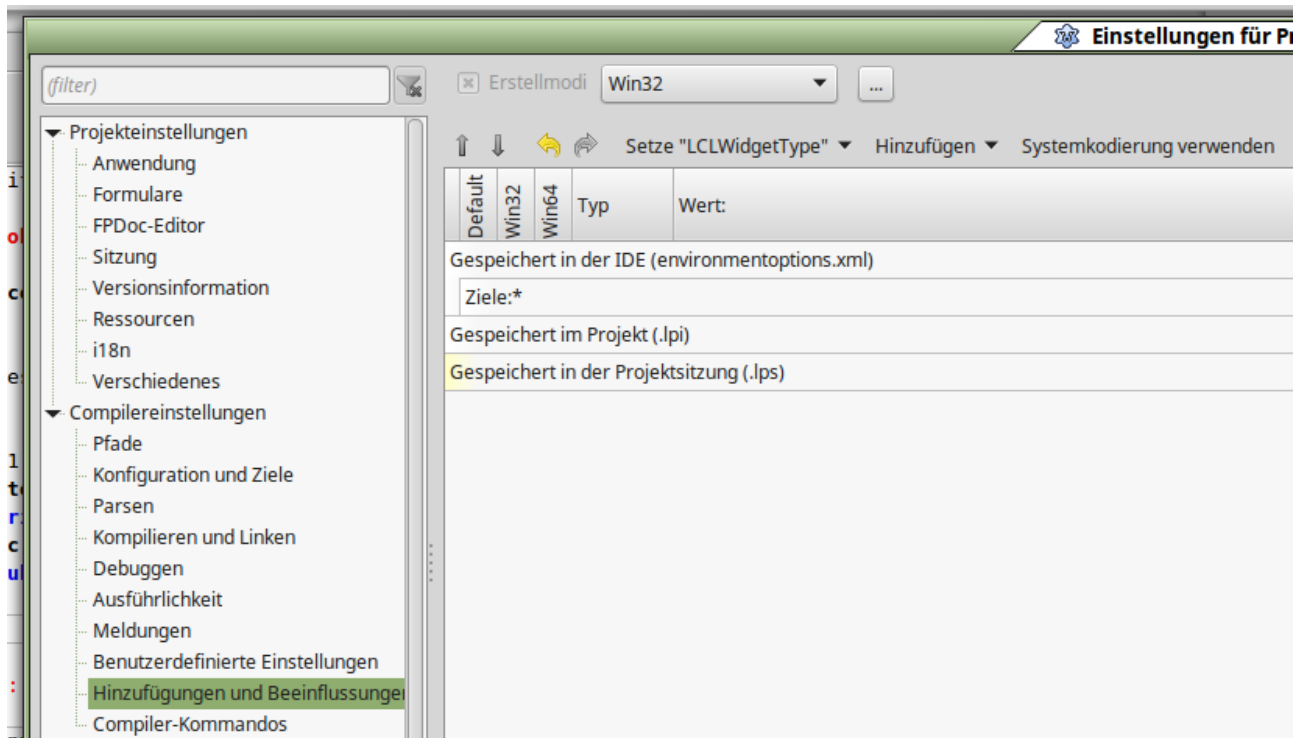 Einstellungen für Pr
(filter)
Erstellmodi Win32 ...
Projekteinstellungen
Anwendung
Formulare
FPDoc-Editor
Sitzung
Versionsinformation
Ressourcen
i18n
Verschiedenes
Compilereinstellungen
Pfade
Konfiguration und Ziele
Parsen
Kompilieren und Linken
Debuggen
Ausführlichkeit
Meldungen
Benutzerdefinierte Einstellungen
Hinzufügungen und Beeinflussungen
Compiler-Kommandos
Setze "LCLWidgetType" Hinzufügen Systemkodierung verwenden
Default Win32 Win64 Typ Wert:
Gespeichert in der IDE (environmentoptions.xml)
Ziele:*
Gespeichert im Projekt (.lpi)
Gespeichert in der Projektsitzung (.lps)